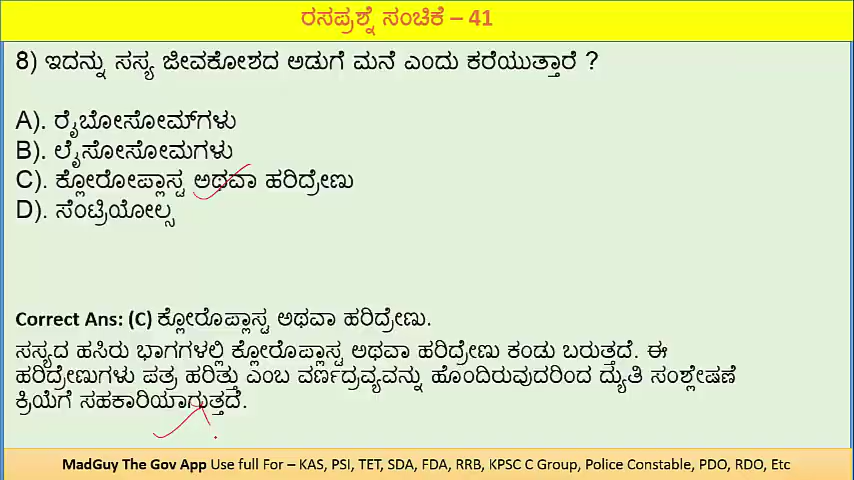 ರಸಪ್ರಶ್ನೆ ಸಂಚಿಕೆ – 41
8) ಇದನ್ನು ಸಸ್ಯ ಜೀವಕೋಶದ ಅಡುಗೆ ಮನೆ ಎಂದು ಕರೆಯುತ್ತಾರೆ ?
A). ರೈಬೋಸೋಮ್‌ಗಳು
B). ಲೈಸೋಸೋಮಗಳು
C). ಕ್ಲೋರೋಪ್ಲಾಸ್ಟ ಅಥವಾ ಹರಿದ್ರೇಣು
D). ಸೆಂಟ್ರಿಯೋಲ್ಸ
Correct Ans: (C) ಕ್ಲೋರೊಪ್ಲಾಸ್ಟ ಅಥವಾ ಹರಿದ್ರೇಣು.
ಸಸ್ಯದ ಹಸಿರು ಭಾಗಗಳಲ್ಲಿ ಕ್ಲೋರೊಪ್ಲಾಸ್ಟ ಅಥವಾ ಹರಿದ್ರೇಣು ಕಂಡು ಬರುತ್ತದೆ. ಈ
ಹರಿದ್ರೇಣುಗಳು ಪತ್ರ ಹರಿತ್ತು ಎಂಬ ವರ್ಣದ್ರವ್ಯವನ್ನು ಹೊಂದಿರುವುದರಿಂದ ದ್ಯುತಿ ಸಂಶ್ಲೇಷಣೆ
ಕ್ರಿಯೆಗೆ ಸಹಕಾರಿಯಾಗುತ್ತದೆ.
MadGuy The Gov App Use full For – KAS, PSI, TET, SDA, FDA, RRB, KPSC C Group, Police Constable, PDO, RDO, Etc